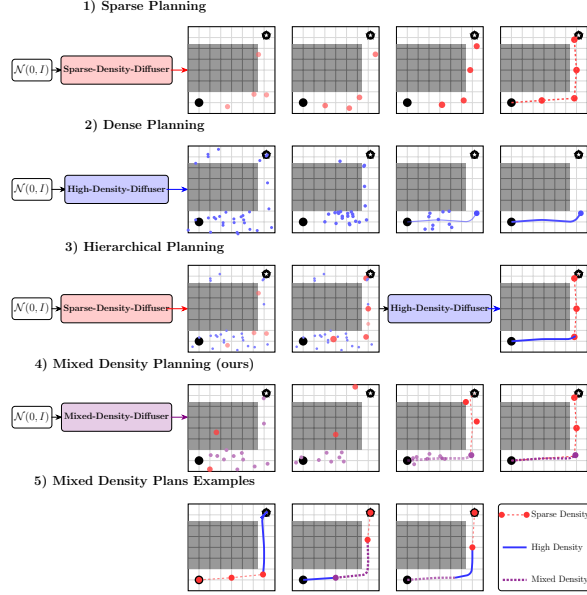 1) Sparse Planning
N(0, I)
Sparse-Density-Diffuser
2) Dense Planning
N(0, I)
High-Density-Diffuser
3) Hierarchical Planning
N(0, I)
Sparse-Density-Diffuser
High-Density-Diffuser
4) Mixed Density Planning (ours)
N(0, I)
Mixed-Density-Diffuser
5) Mixed Density Plans Examples
Sparse Density
High Density
Mixed Density